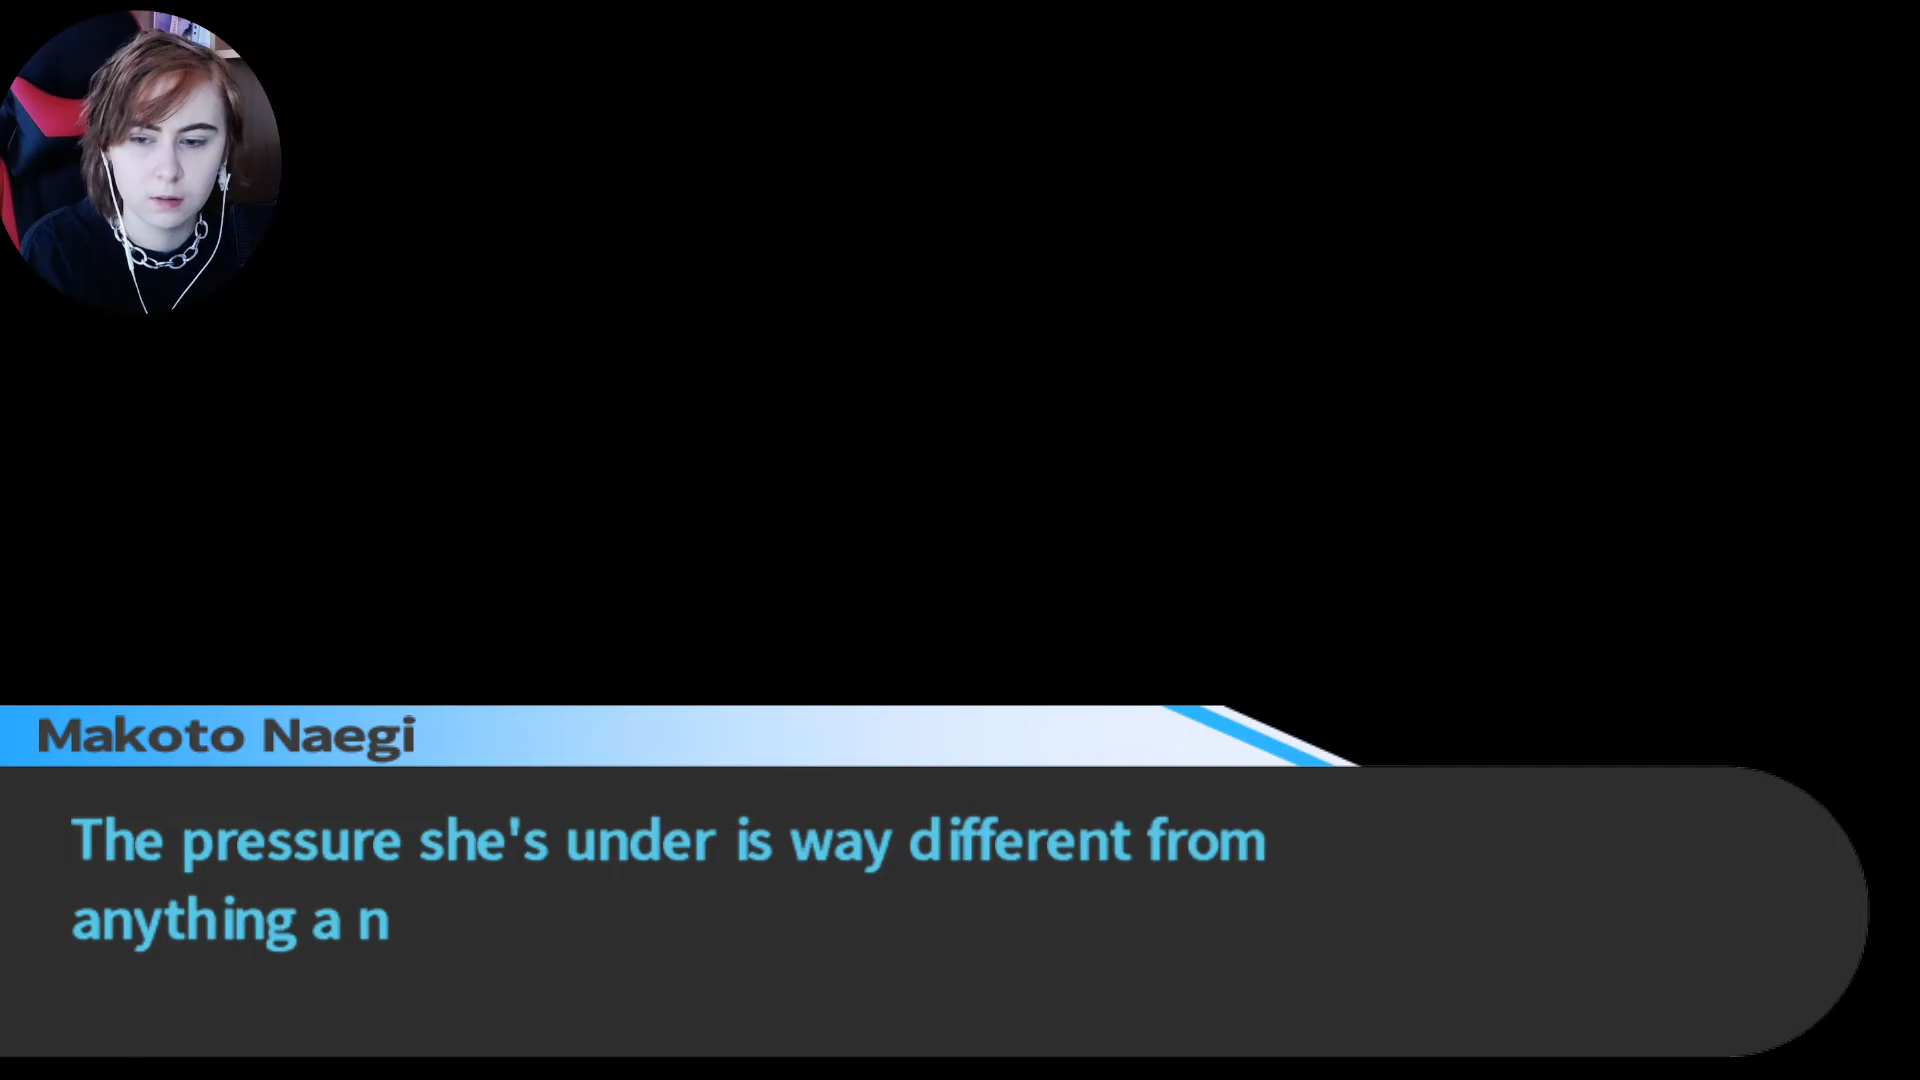 Makoto Naegi
The pressure she's under is way different from
anything a n